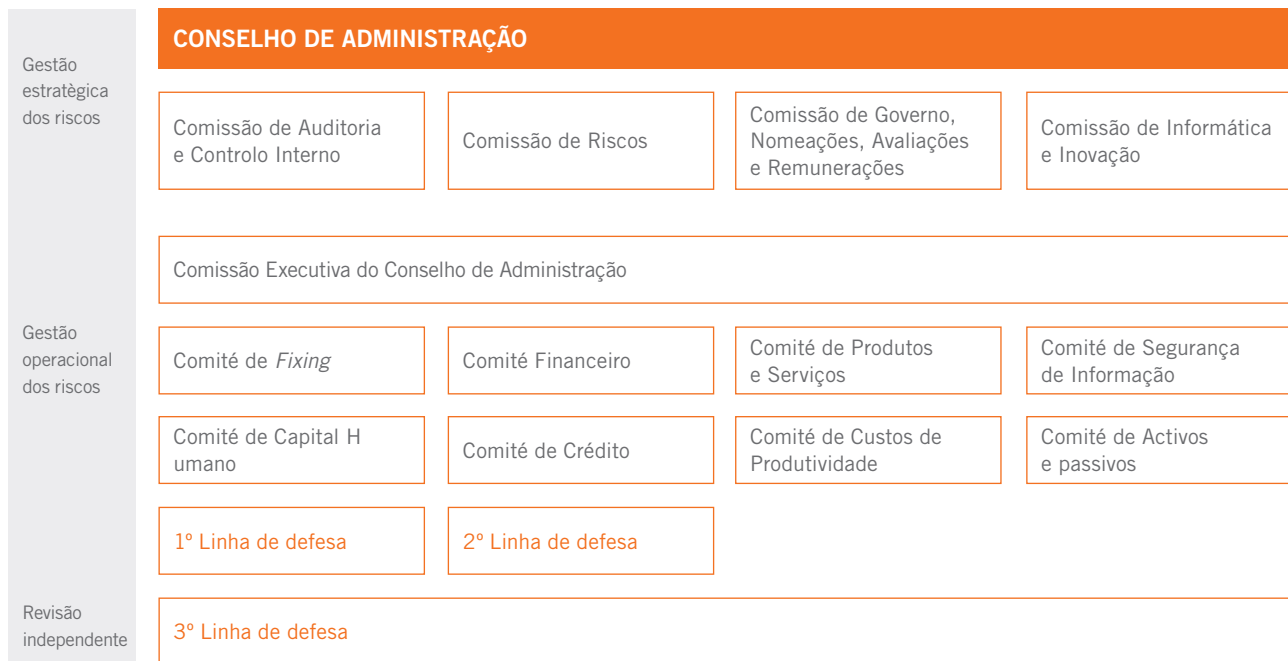 Gestão
estratègica
dos riscos
CONSELHO DE ADMINISTRAÇÃO
Comissão de Auditoria
e Controlo Interno
Comissão de Riscos
Comissão de Governo,
Nomeações, Avaliações
e Remunerações
Comissão de Informática
e Inovação
Comissão Executiva do Conselho de Administração
Gestão
operacional
dos riscos
Comité de Fixing
Comité Financeiro
Comité de Produtos
e Serviços
Comité de Segurança
de Informação
Comité de Capital H
umano
Comité de Crédito
Comité de Custos de
Produtividade
Comité de Activos
e passivos
1º Linha de defesa
2º Linha de defesa
Revisão
independente
3º Linha de defesa